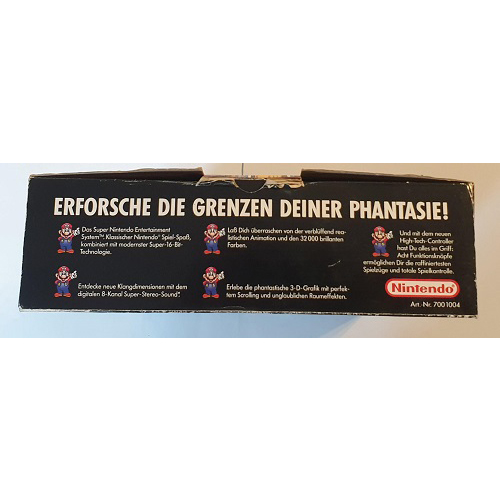 ERFORSCHE DIE GRENZEN DEINER PHANTASIE!
Das Super Nintendo Entertainment
System™. Klassischer Nintendo® Spiel-Spaß,
kombiniert mit modernster Super-16-Bit-
Technologie.
Entdecke neue Klangdimensionen mit dem
digitalen 8-Kanal Super-Stereo-Sound".
Laß Dich überraschen von der verblüffend rea-
listischen Animation und den 32 000 brillanten
Farben.
Erlebe die phantastische 3-D-Grafik mit perfek-
tem Scrolling und unglaublichen Raumeffekten.
Und mit dem neuen
High-Tech-Controller
hast Du alles im Griff:
Acht Funktionsknöpfe
ermöglichen Dir die raffiniertesten
Spielzüge und totale Spielkontrolle.
Nintendo®
Art.-Nr. 7001004